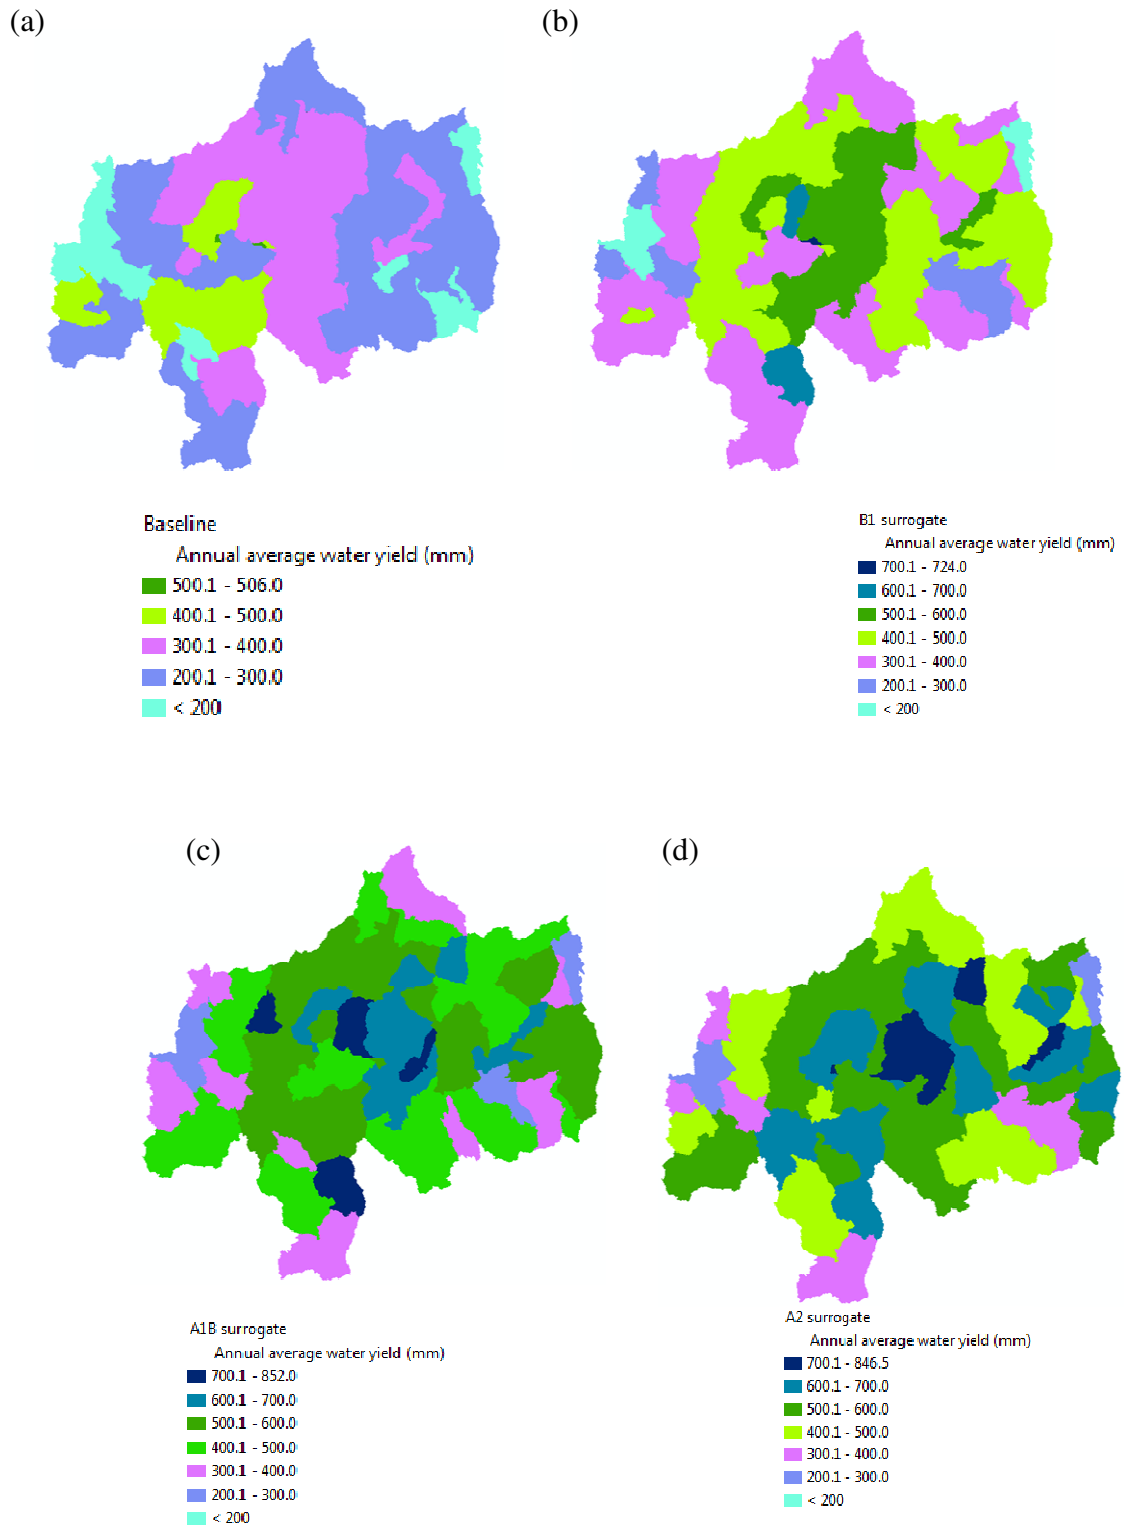 (a)
(b)
Baseline
Annual average water yield (mm)
500.1 - 506.0
400.1 - 500.0
300.1 - 400.0
200.1 - 300.0
< 200
B1 surrogate
Annual average water yield (mm)
700.1 - 724.0
600.1 - 700.0
500.1 - 600.0
400.1 - 500.0
300.1 - 400.0
200.1 - 300.0
< 200
(c)
(d)
A1B surrogate
Annual average water yield (mm)
700.1 - 852.0
600.1 - 700.0
500.1 - 600.0
400.1 - 500.0
300.1 - 400.0
200.1 - 300.0
< 200
A2 surrogate
Annual average water yield (mm)
700.1 - 846.5
600.1 - 700.0
500.1 - 600.0
400.1 - 500.0
300.1 - 400.0
200.1 - 300.0
< 200